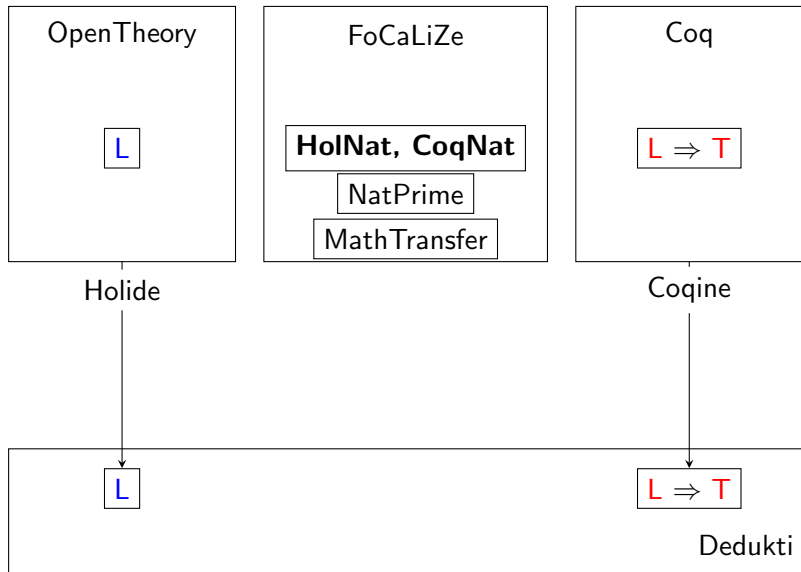 OpenTheory
FoCaLiZe
Coq
L
HolNat, CoqNat
L ⇒ T
NatPrime
MathTransfer
Holide
Coqine
L
L ⇒ T
Dedukti